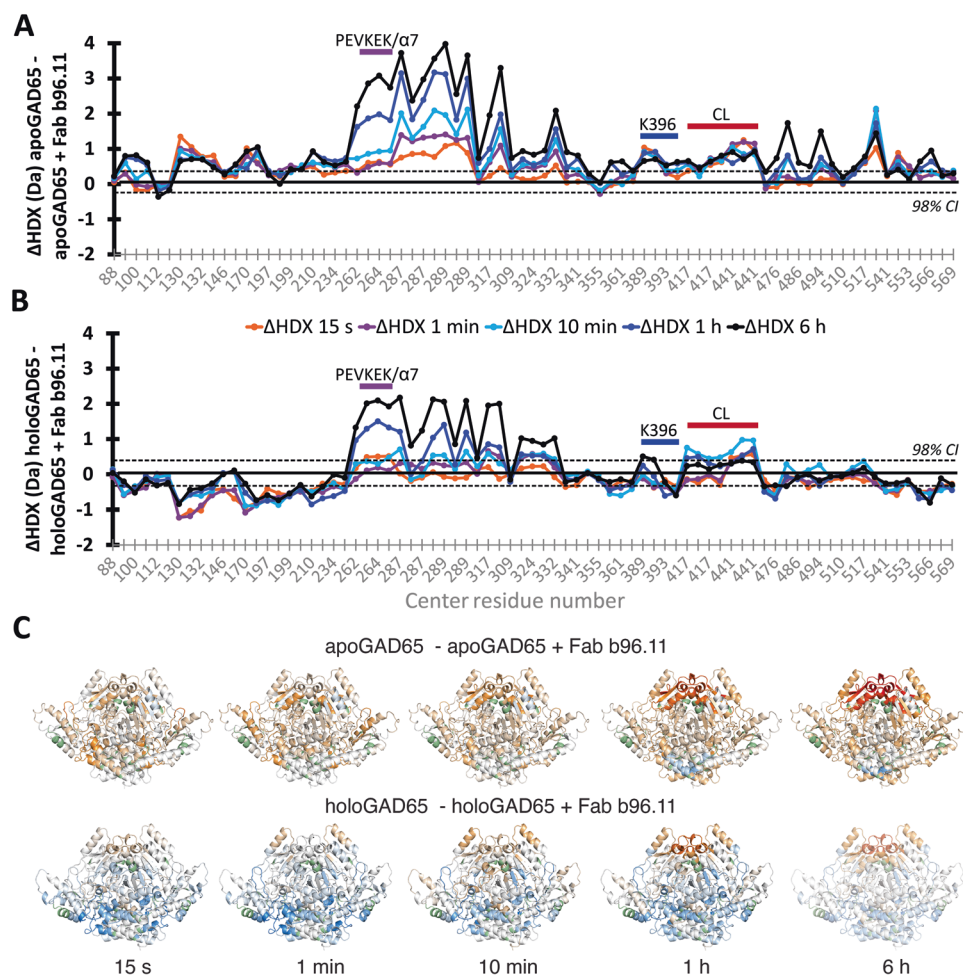 A
ΔHDX (Da) apoGAD65 -
apoGAD65 + Fab b96.11
4
3
2
1
0
-1
-2
PEVKEK/α7
K396
CL
98% CI
88 100 112 130 132 146 170 197 199 210 234 262 264 287 289 289 317 309 324 332 341 355 361 389 393 417 417 441 441 476 486 494 510 517 541 553 566 569
B
ΔHDX (Da) holoGAD65 -
holoGAD65 + Fab b96.11
4
3
2
1
0
-1
-2
ΔHDX 15 s ΔHDX 1 min ΔHDX 10 min ΔHDX 1 h ΔHDX 6 h
PEVKEK/α7
K396
CL
98% CI
88 100 112 130 132 146 170 197 199 210 234 262 264 287 289 289 317 309 324 332 341 355 361 389 393 417 417 441 441 476 486 494 510 517 541 553 566 569
Center residue number
C
apoGAD65 - apoGAD65 + Fab b96.11
holoGAD65 - holoGAD65 + Fab b96.11
15 s 1 min 10 min 1 h 6 h